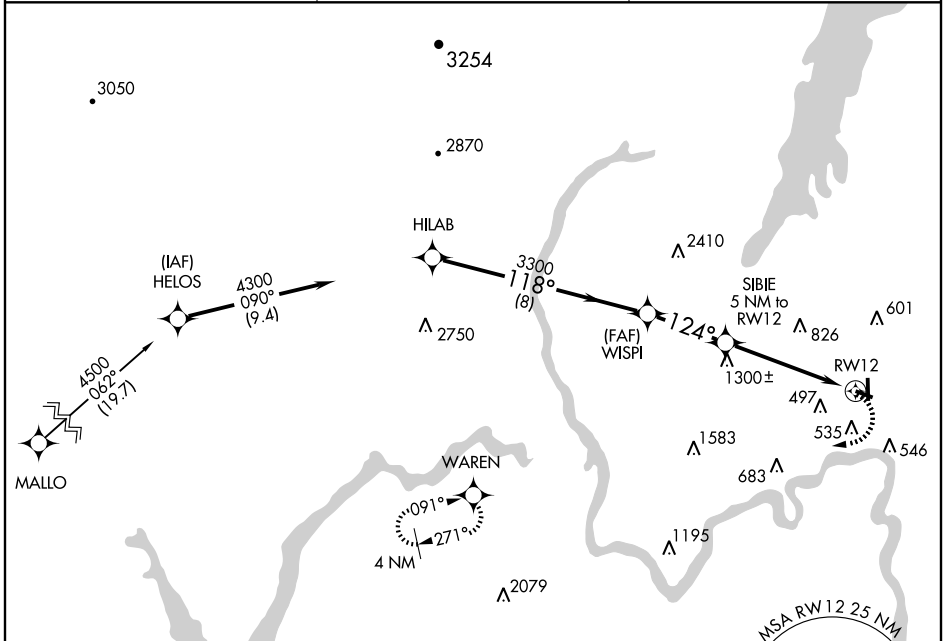 3254
3050
2870
HILAB
(IAF)
HELOS
4300
090°
(9.4)
3300
118°
(8)
2410
SIBIE
5 NM to
RW12
601
826
2750
(FAF)
WISPI
124°
1300±
RW12
4500
062°
(19.7)
497
535
546
MALLO
WAREN
091°
271°
4 NM
1583
683
1195
2079
MSA RW12 25 NM